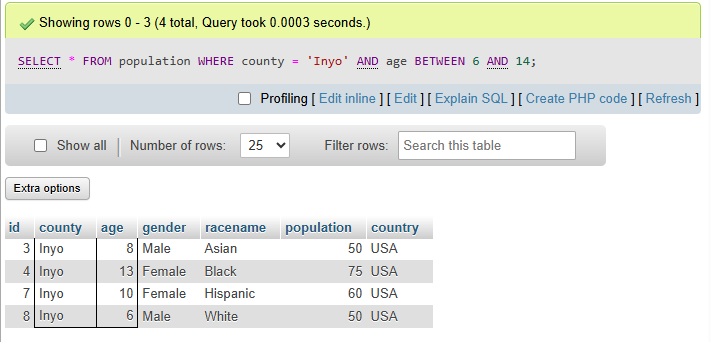 Showing rows 0 - 3 (4 total, Query took 0.0003 seconds.)
SELECT * FROM population WHERE county = 'Inyo' AND age BETWEEN 6 AND 14;
Profiling [ Edit inline ] [ Edit ] [ Explain SQL ] [ Create PHP code ] [ Refresh ]
Show all Number of rows: 25 Filter rows: Search this table
Extra options
id county age gender racename population country
3 Inyo 8 Male Asian 50 USA
4 Inyo 13 Female Black 75 USA
7 Inyo 10 Female Hispanic 60 USA
8 Inyo 6 Male White 50 USA